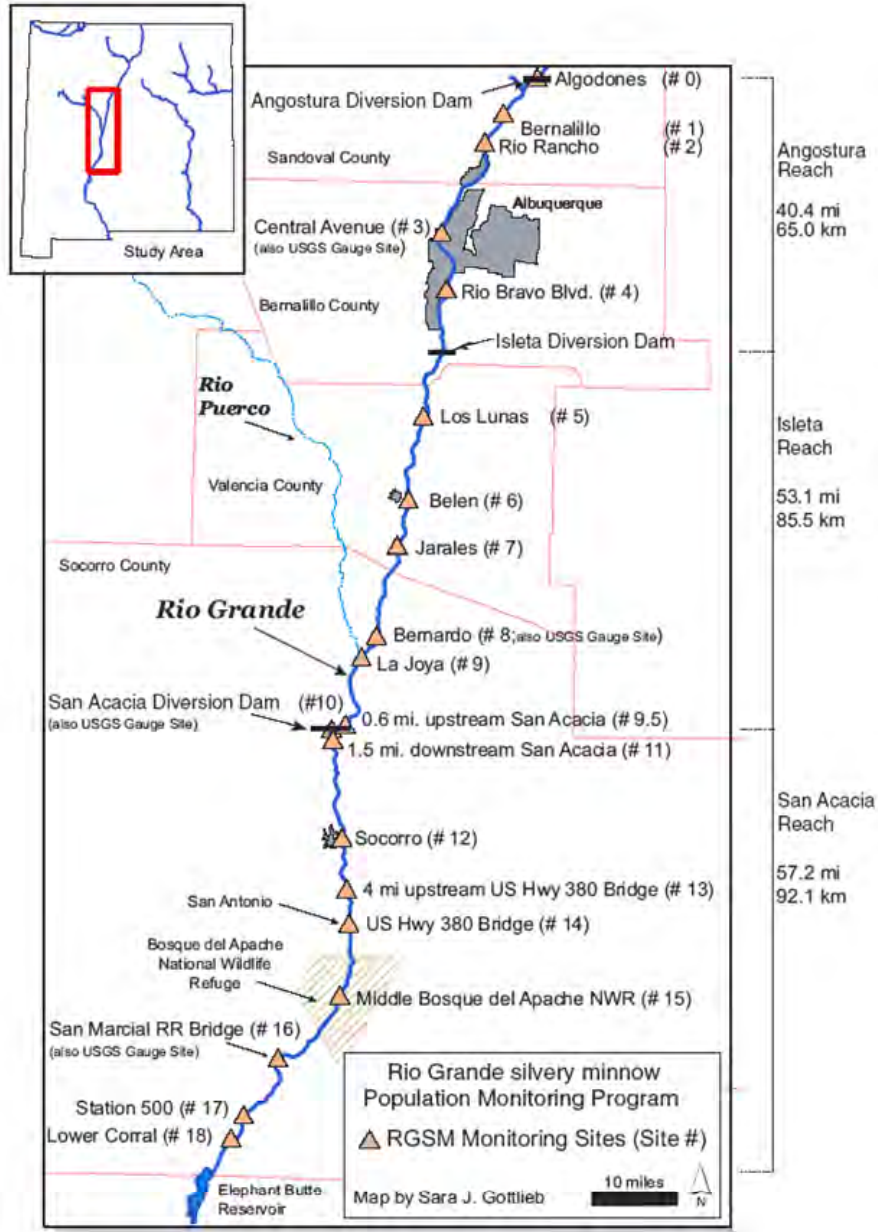 Study Area
Angostura Diversion Dam
Algodones (# 0)
Bernalillo (# 1)
Rio Rancho (# 2)
Sandoval County
Albuquerque
Central Avenue (# 3)
(also USGS Gauge Site)
Rio Bravo Blvd. (# 4)
Bernalillo County
Isleta Diversion Dam
Rio
Puerco
Los Lunas (# 5)
Valencia County
Belen (# 6)
Jarales (# 7)
Socorro County
Rio Grande
Bernardo (# 8;also USGS Gauge Site)
La Joya (# 9)
San Acacia Diversion Dam (#10)
(also USGS Gauge Site)
0.6 mi. upstream San Acacia (# 9.5)
1.5 mi. downstream San Acacia (# 11)
Socorro (# 12)
4 mi upstream US Hwy 380 Bridge (# 13)
San Antonio
US Hwy 380 Bridge (# 14)
Bosque del Apache
National Wildlife
Refuge
Middle Bosque del Apache NWR (# 15)
San Marcial RR Bridge (# 16)
(also USGS Gauge Site)
Station 500 (# 17)
Lower Corral (# 18)
Elephant Butte
Reservoir
Rio Grande silvery minnow
Population Monitoring Program
RGSM Monitoring Sites (Site #)
10 miles
N
Map by Sara J. Gottlieb
Angostura
Reach
40.4 mi
65.0 km
Isleta
Reach
53.1 mi
85.5 km
San Acacia
Reach
57.2 mi
92.1 km